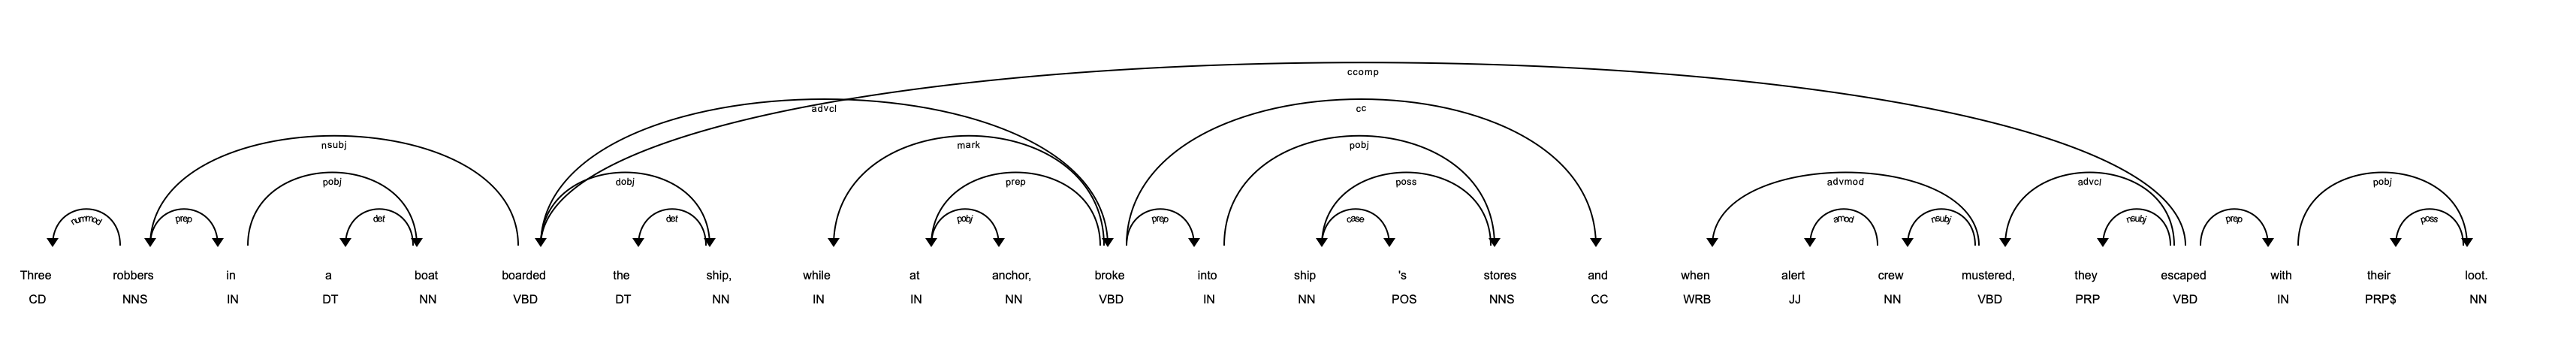 ccomp
advcl cc
nsubj mark pobj
pobj dobj prep poss advmod advcl pobj
nummod prep det det pobj prep case amod nsubj nsubj prep poss
Three robbers in a boat boarded the ship, while at anchor, broke into ship 's stores and when alert crew mustered, they escaped with their loot.
CD NNS IN DT NN VBD DT NN IN IN NN VBD IN NN POS NNS CC WRB JJ NN VBD PRP VBD IN PRP$ NN